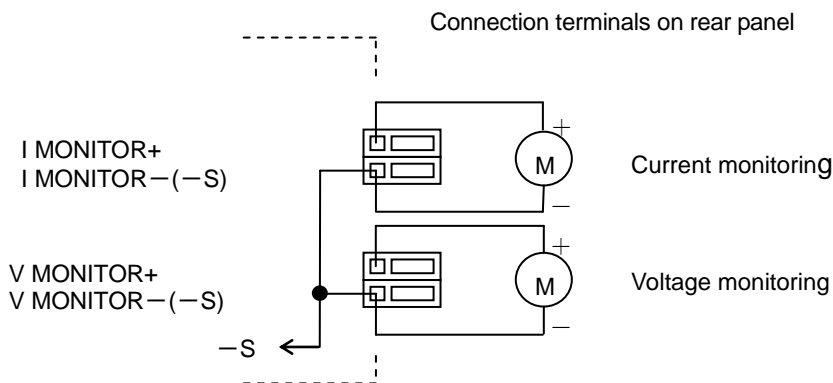 Connection terminals on rear panel
I MONITOR+
I MONITOR－(－S)
+
M
－
Current monitoring
V MONITOR+
V MONITOR－(－S)
+
M
－
Voltage monitoring
－S